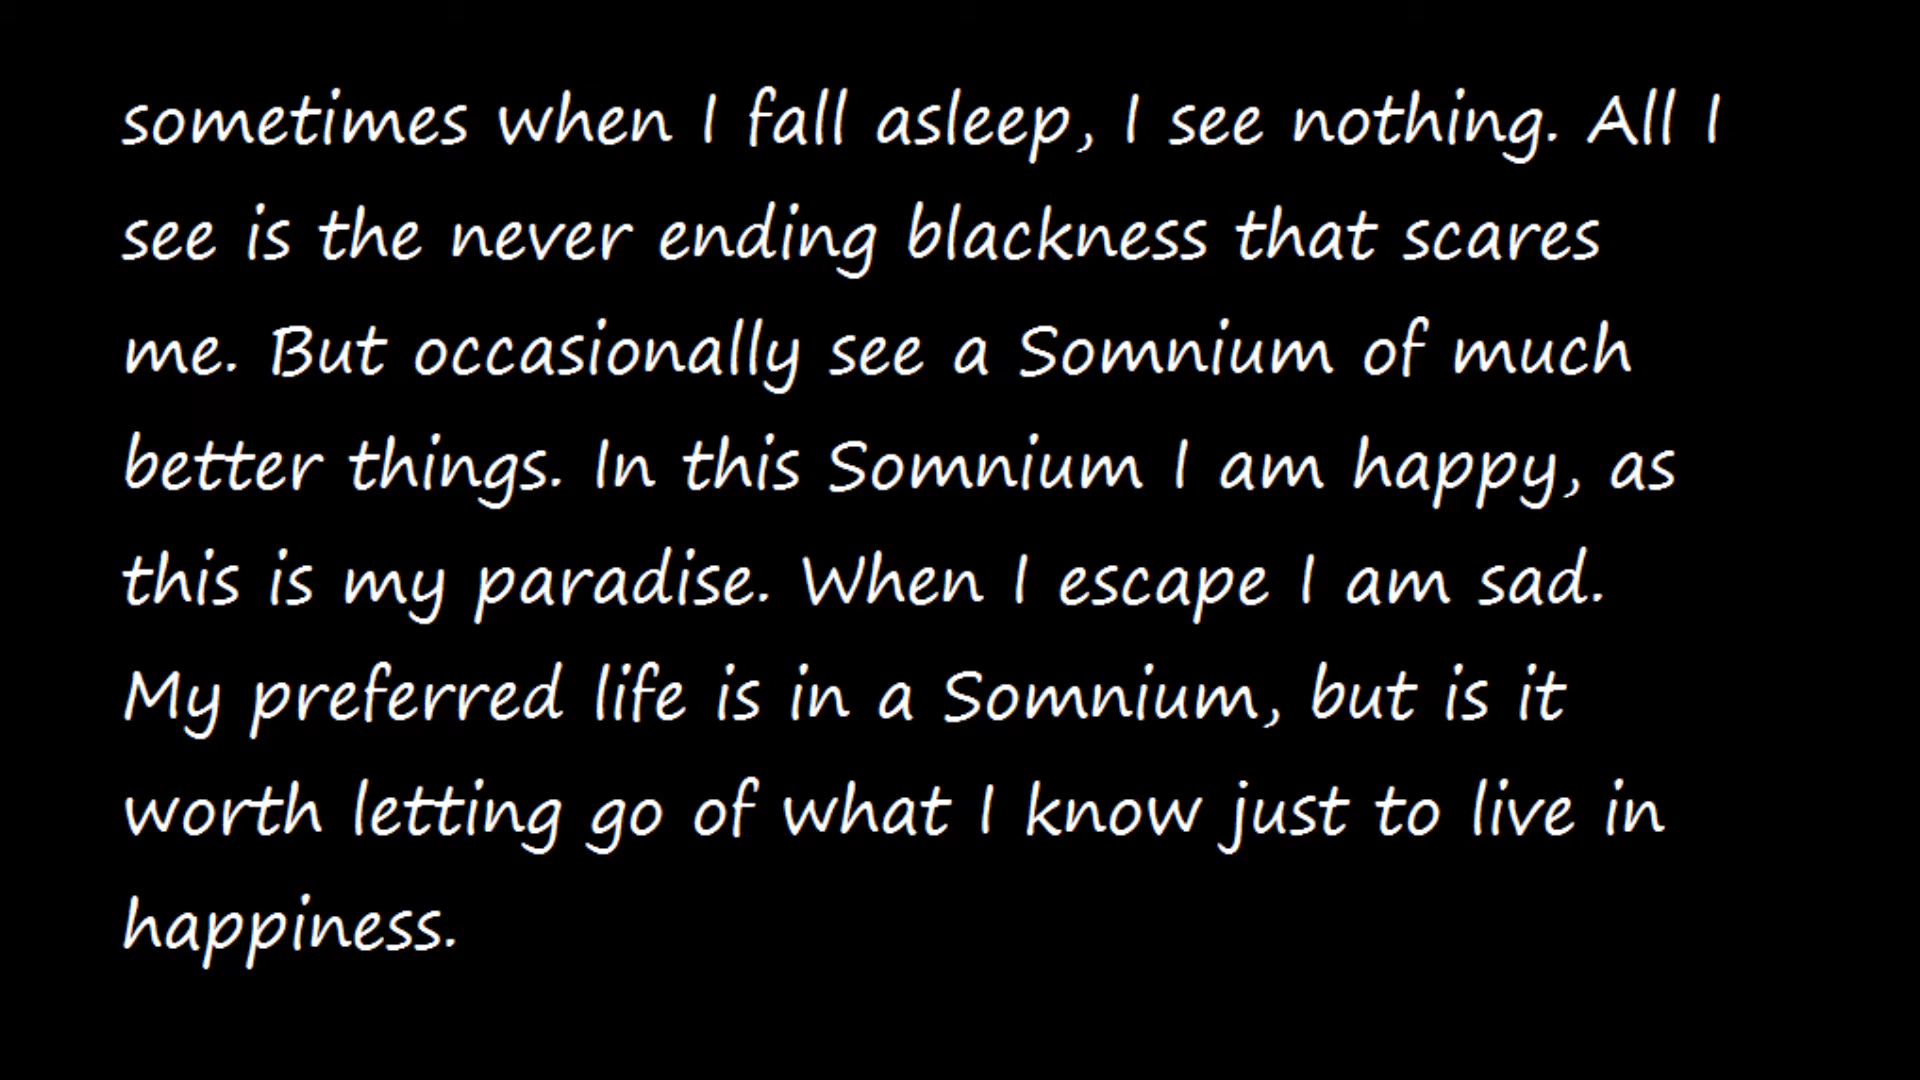 sometimes when I fall asleep, I see nothing. All I
see is the never ending blackness that scares
me. But occasionally see a Somnium of much
better things. In this Somnium I am happy, as
this is my paradise. When I escape I am sad.
My preferred life is in a Somnium, but is it
worth letting go of what I know just to live in
happiness.